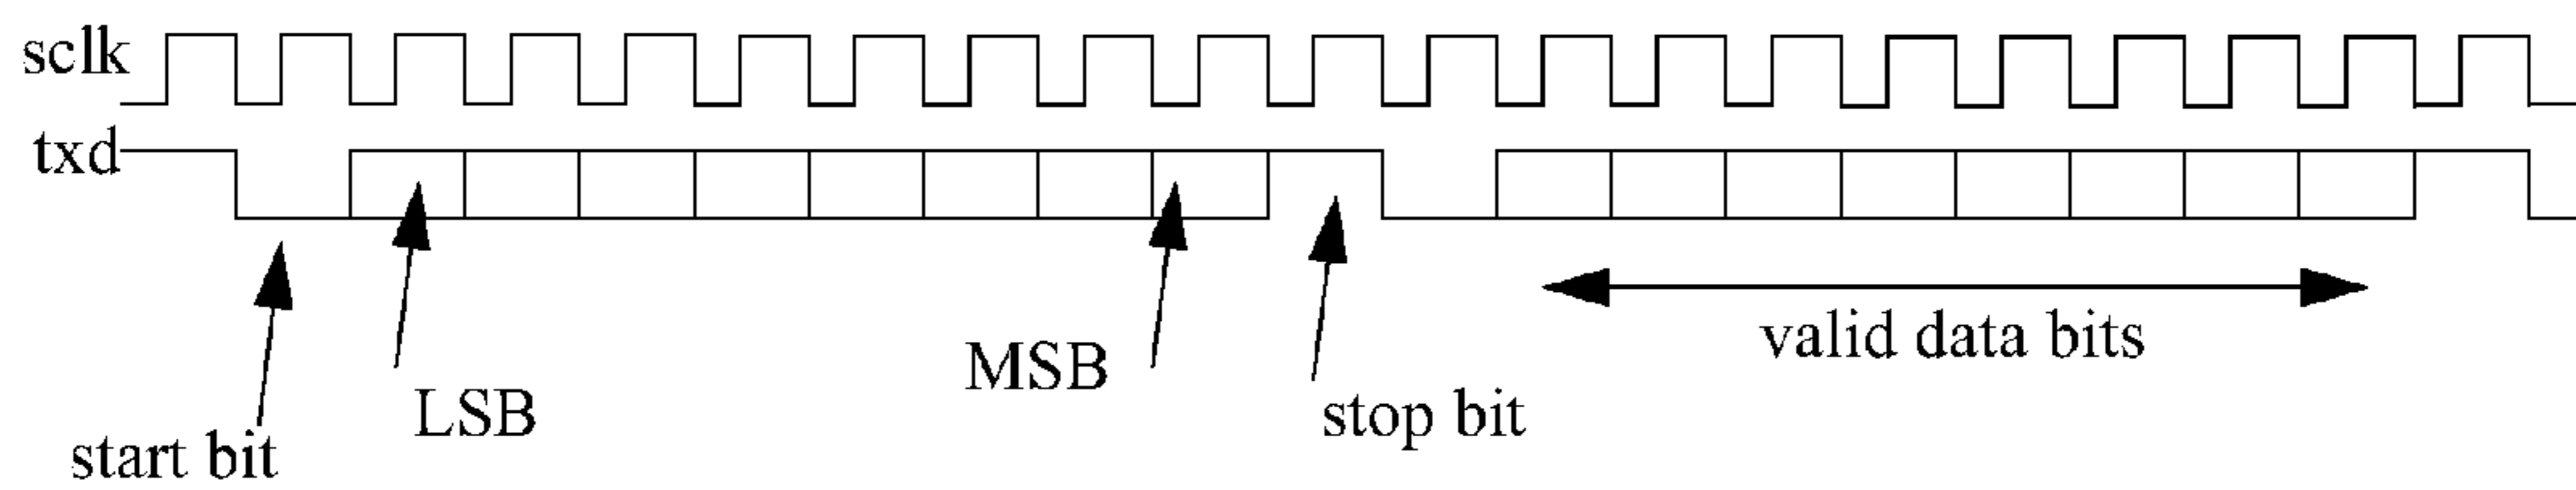 sclk
txd
start bit
LSB
MSB
stop bit
valid data bits